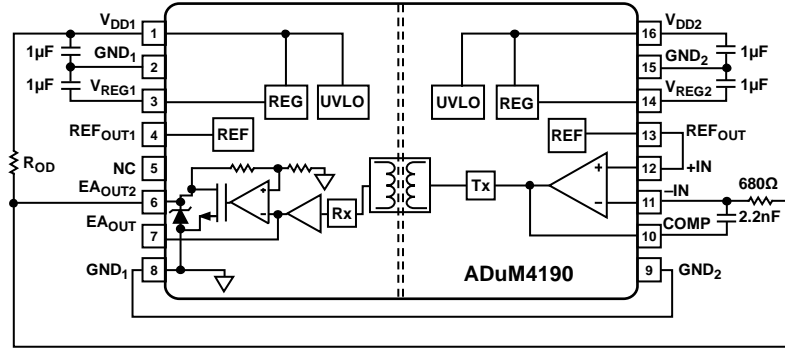 VDD1
1µF
GND1
1µF
VREG1
REFOUT1
ROD
NC
EAOUT2
EAOUT
GND1
1
2
3
4
5
6
7
8
REG
UVLO
REF
Rx
+
−
Tx
UVLO
REG
REF
+
−
ADuM4190
16
15
14
13
12
11
10
9
VDD2
1µF
GND2
1µF
VREG2
REFOUT
+IN
−IN
680Ω
2.2nF
COMP
GND2